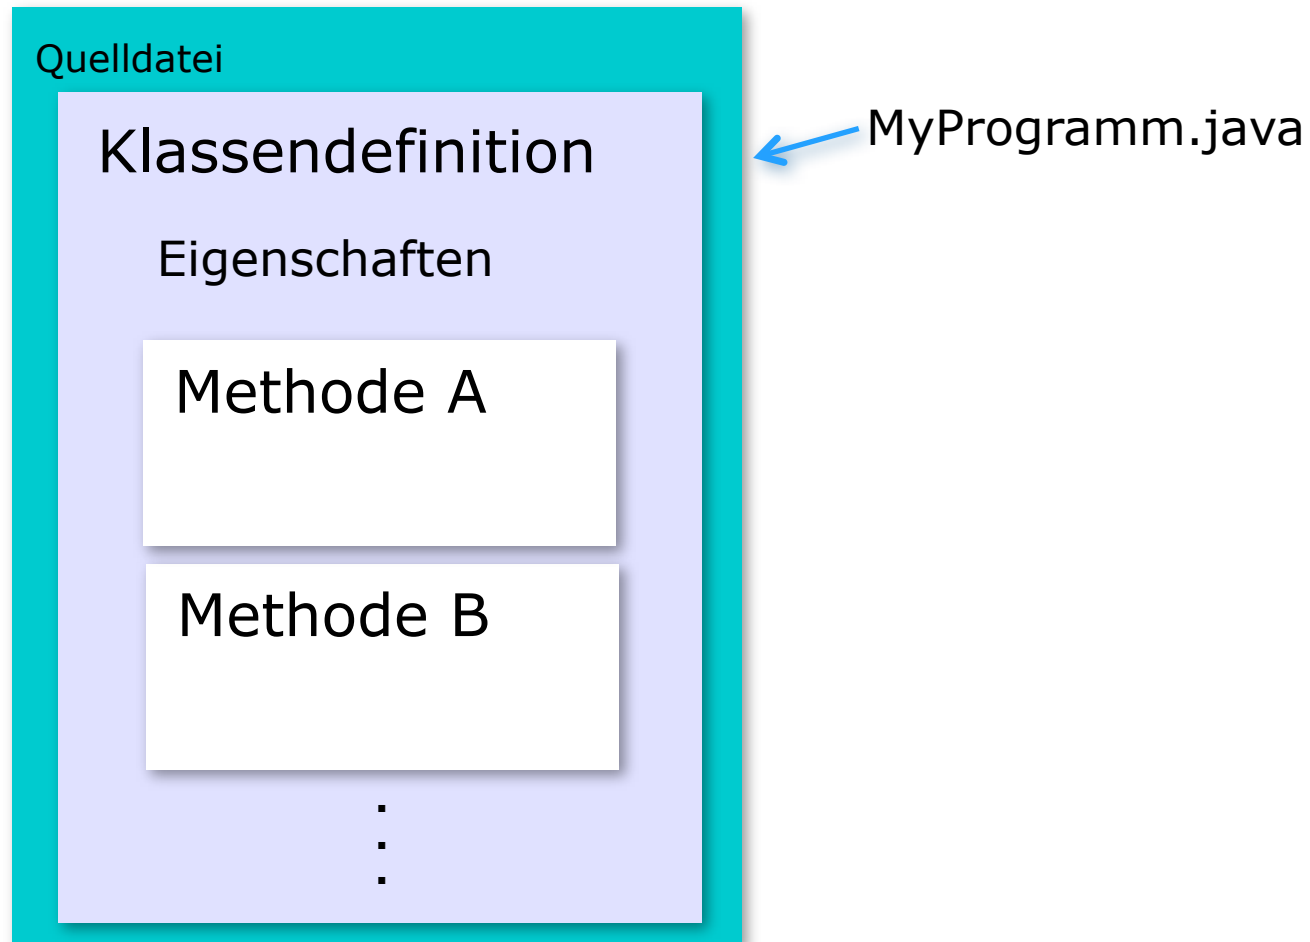 Quelldatei
MyProgramm.java
Klassendefinition
Eigenschaften
Methode A
Methode B
.
.
.